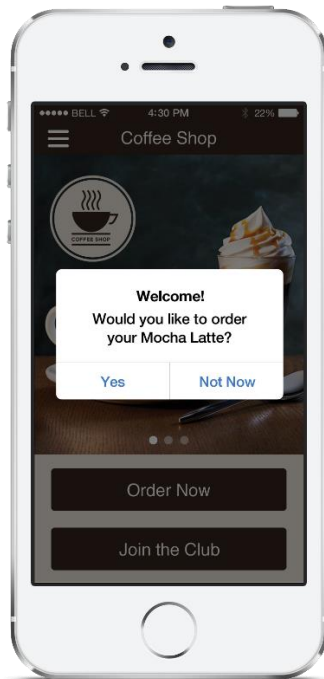 BELL 4:30 PM 22%
Coffee Shop
COFFEE SHOP
Welcome!
Would you like to order
your Mocha Latte?
Yes Not Now
Order Now
Join the Club